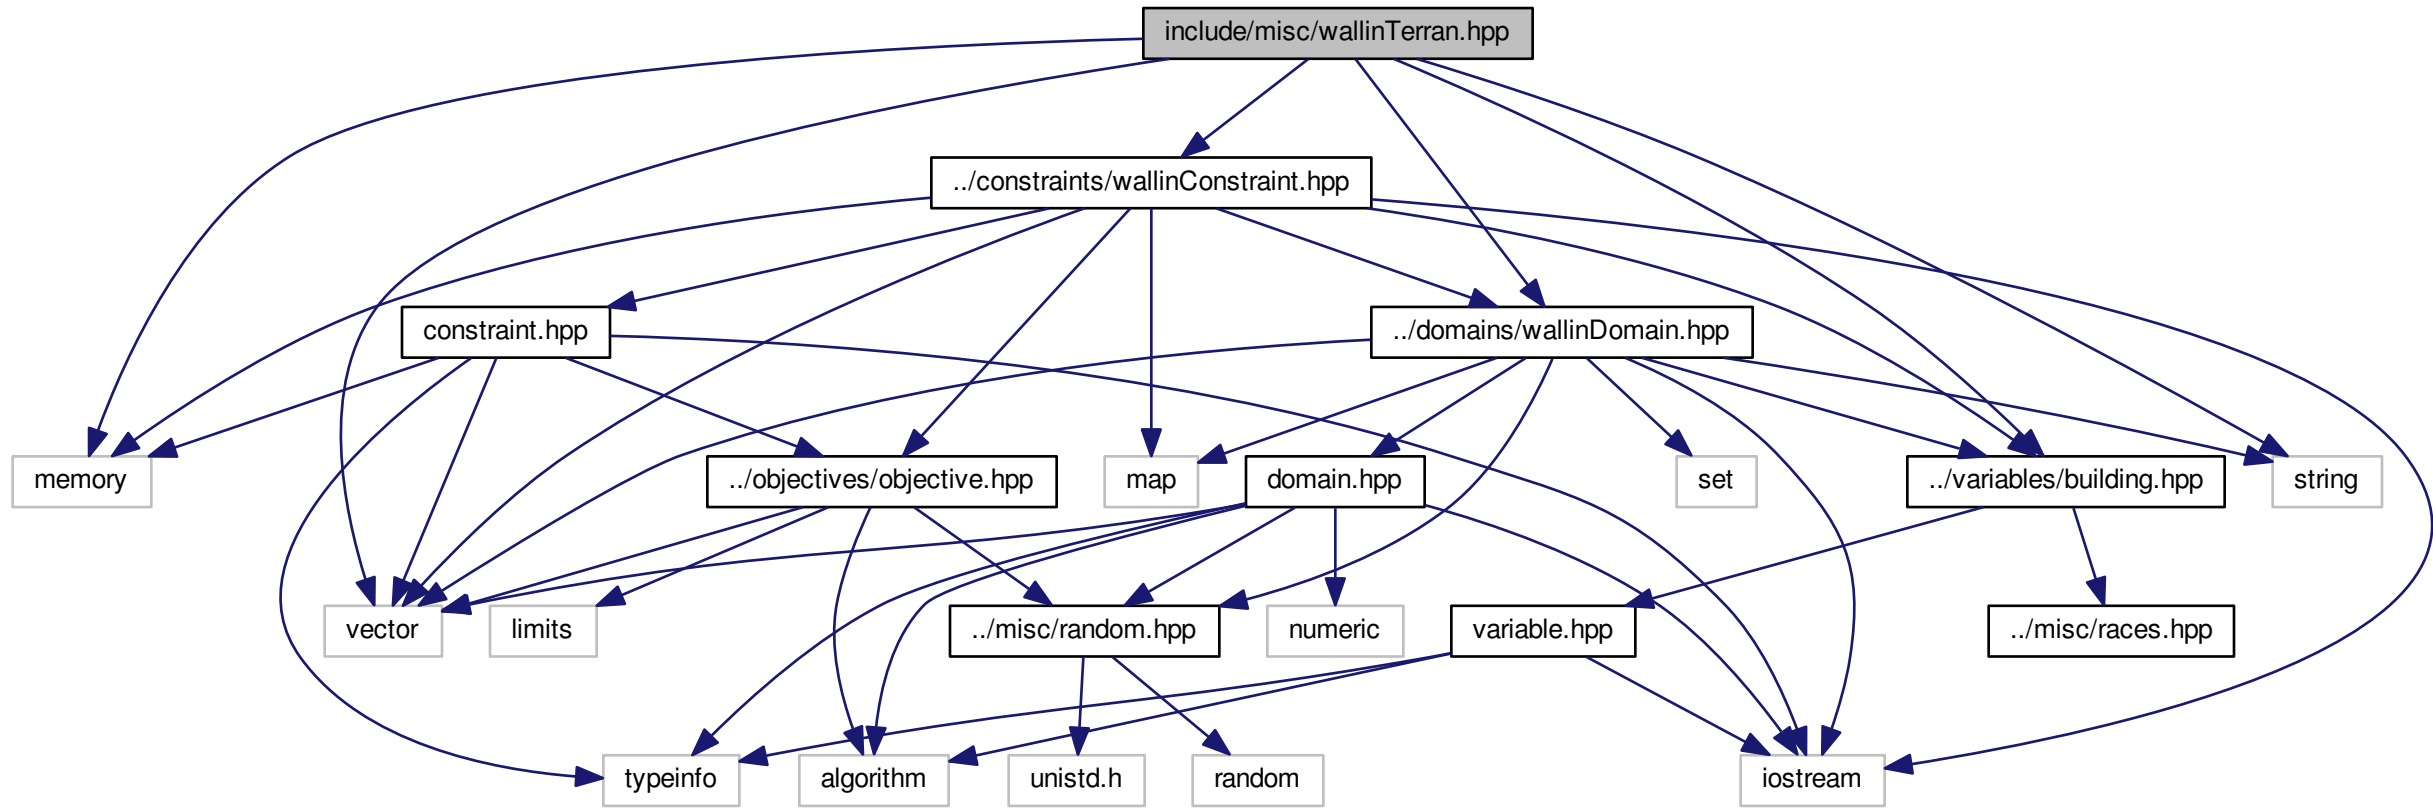 include/misc/wallinTerran.hpp
../constraints/wallinConstraint.hpp
constraint.hpp
../domains/wallinDomain.hpp
memory
../objectives/objective.hpp
map
domain.hpp
set
../variables/building.hpp
string
vector
limits
../misc/random.hpp
numeric
variable.hpp
../misc/races.hpp
typeinfo
algorithm
unistd.h
random
iostream